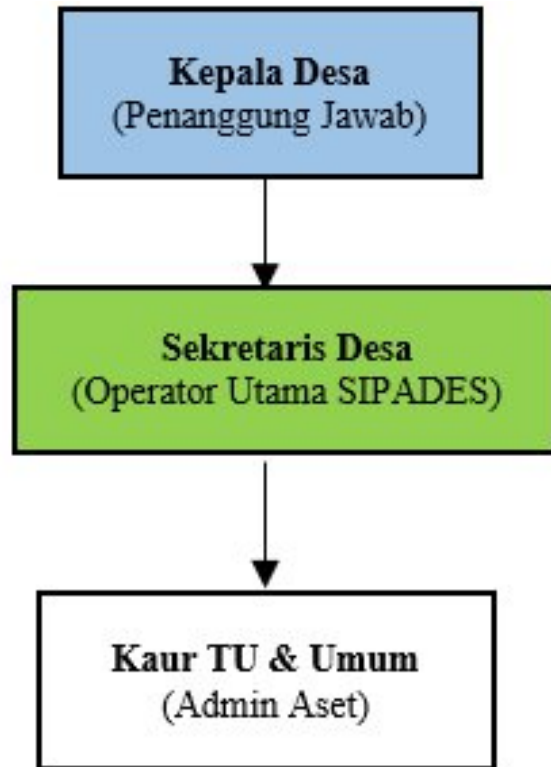 Kepala Desa
(Penanggung Jawab)
Sekretaris Desa
(Operator Utama SIPADES)
Kaur TU & Umum
(Admin Aset)